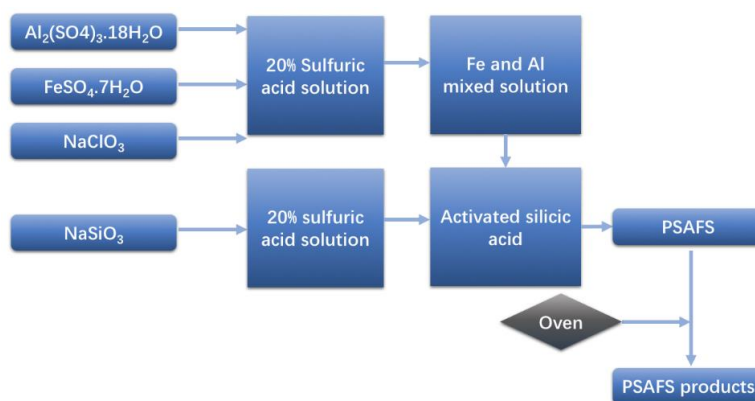 Al₂(SO4)₃.18H₂O
FeSO₄.7H₂O
NaClO₃
20% Sulfuric
acid solution
Fe and Al
mixed solution
NaSiO₃
20% sulfuric
acid solution
Activated silicic
acid
PSAFS
Oven
PSAFS products